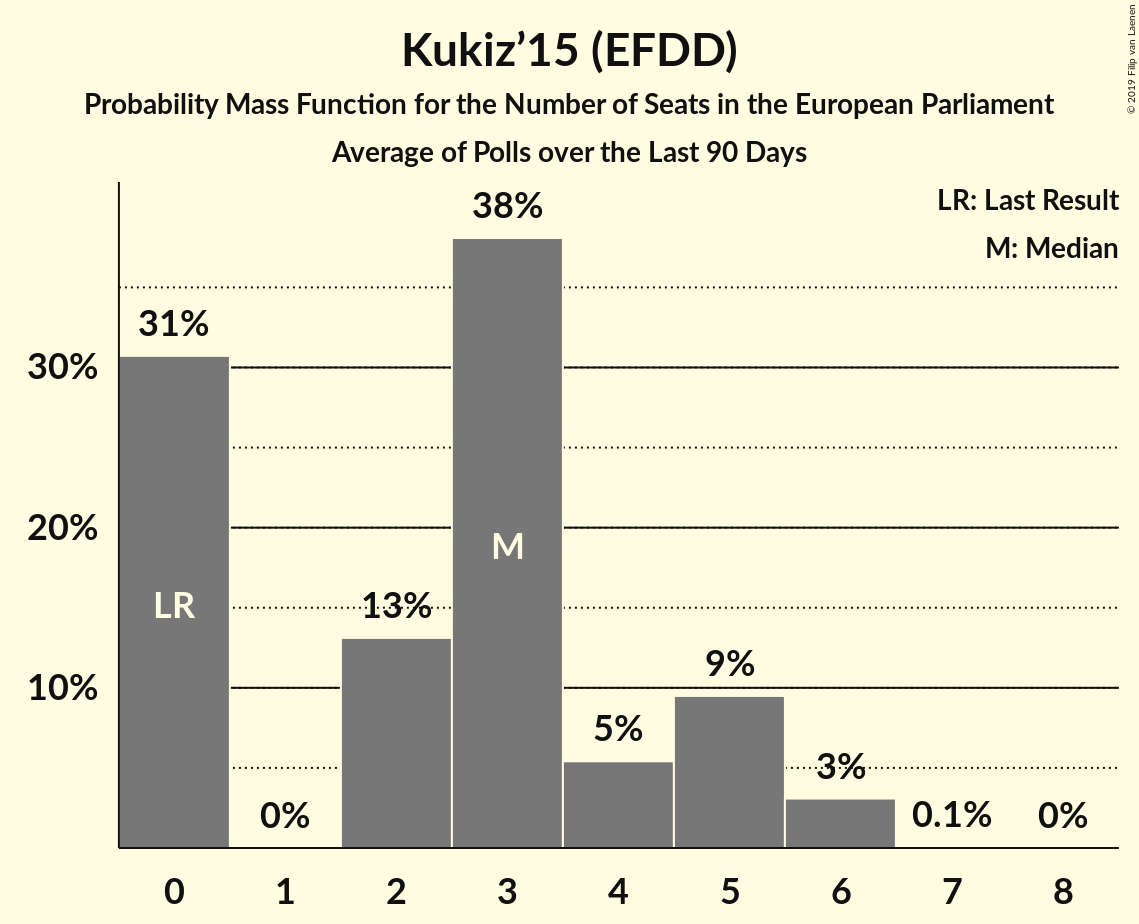 Kukiz’15 (EFDD)
Probability Mass Function for the Number of Seats in the European Parliament
Average of Polls over the Last 90 Days
© 2019 Filip van Laenen
LR: Last Result
M: Median
38%
31%
30%
20%
M
LR
13%
10%
9%
5%
3%
0%
0.1%
0%
0 1 2 3 4 5 6 7 8